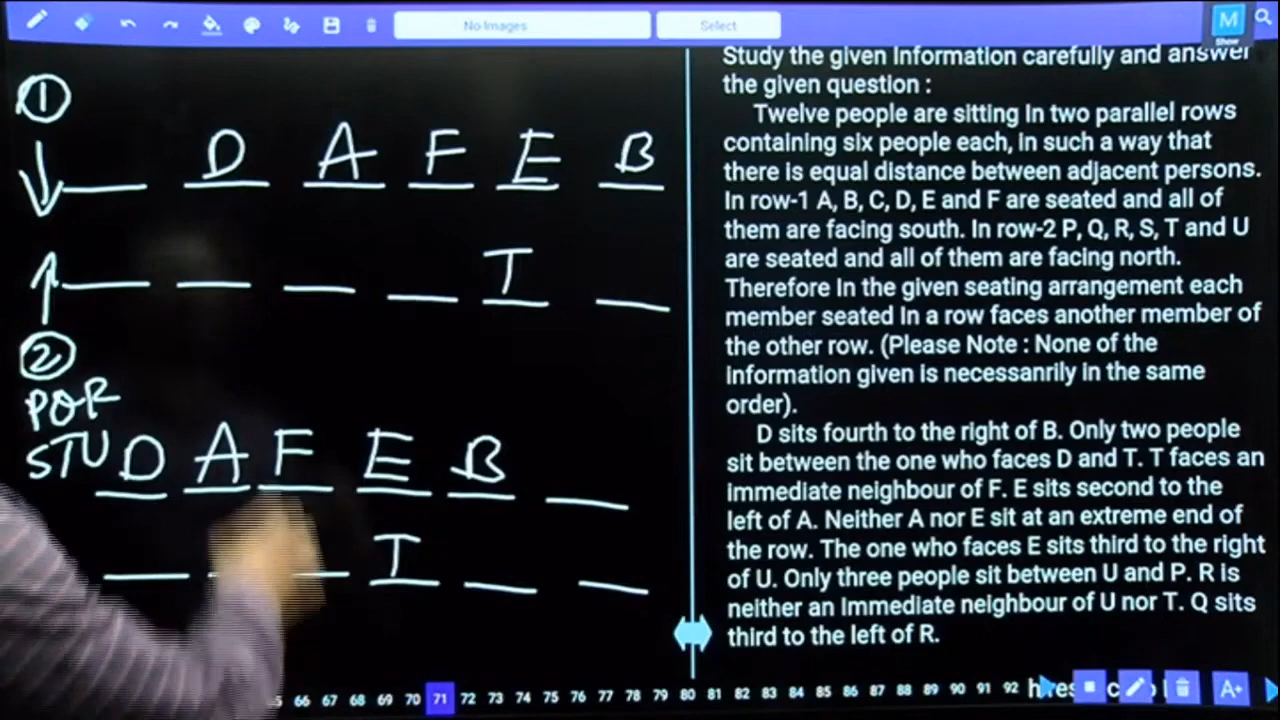 No Images
Select
M
Show
①
D A F E B
T
②
PQR
STU
D A F E B
T
Study the given Information carefully and answer
the given question :
Twelve people are sitting In two parallel rows
containing six people each, in such a way that
there is equal distance between adjacent persons.
In row-1 A, B, C, D, E and F are seated and all of
them are facing south. In row-2 P, Q, R, S, T and U
are seated and all of them are facing north.
Therefore In the given seating arrangement each
member seated In a row faces another member of
the other row. (Please Note : None of the
Information given is necessanrily in the same
order).
D sits fourth to the right of B. Only two people
sit between the one who faces D and T. T faces an
immediate neighbour of F. E sits second to the
left of A. Neither A nor E sit at an extreme end of
the row. The one who faces E sits third to the right
of U. Only three people sit between U and P. R is
neither an Immediate neighbour of U nor T. Q sits
third to the left of R.
66 67 68 69 70 71 72 73 74 75 76 77 78 79 80 81 82 83 84 85 86 87 88 89 90 91 92
A+